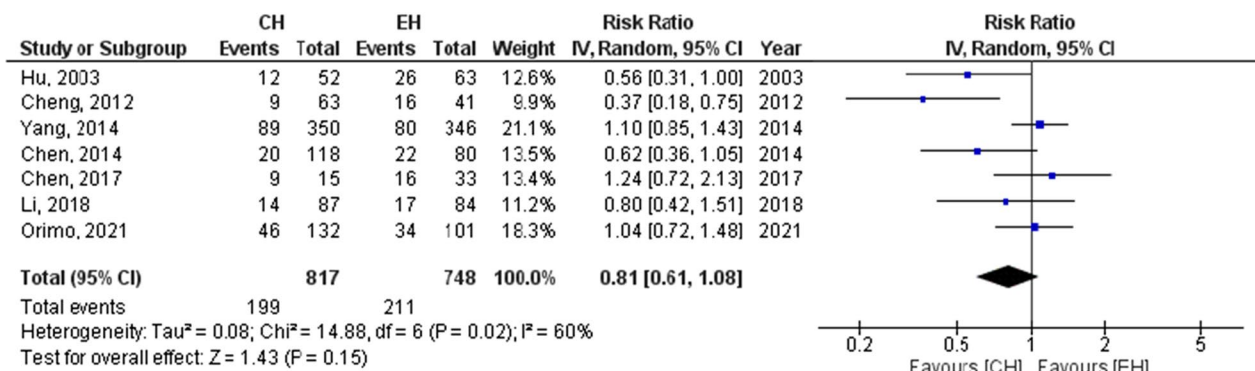 CH EH Risk Ratio Risk Ratio
Study or Subgroup Events Total Events Total Weight IV, Random, 95% CI Year IV, Random, 95% CI
Hu, 2003 12 52 26 63 12.6% 0.56 [0.31, 1.00] 2003
Cheng, 2012 9 63 16 41 9.9% 0.37 [0.18, 0.75] 2012
Yang, 2014 89 350 80 346 21.1% 1.10 [0.85, 1.43] 2014
Chen, 2014 20 118 22 80 13.5% 0.62 [0.36, 1.05] 2014
Chen, 2017 9 15 16 33 13.4% 1.24 [0.72, 2.13] 2017
Li, 2018 14 87 17 84 11.2% 0.80 [0.42, 1.51] 2018
Orimo, 2021 46 132 34 101 18.3% 1.04 [0.72, 1.48] 2021
Total (95% CI) 817 748 100.0% 0.81 [0.61, 1.08]
Total events 199 211
Heterogeneity: Tau² = 0.08; Chi² = 14.88, df = 6 (P = 0.02); I² = 60%
Test for overall effect: Z = 1.43 (P = 0.15)
0.2 0.5 1 2 5
Favours [CH] Favours [EH]